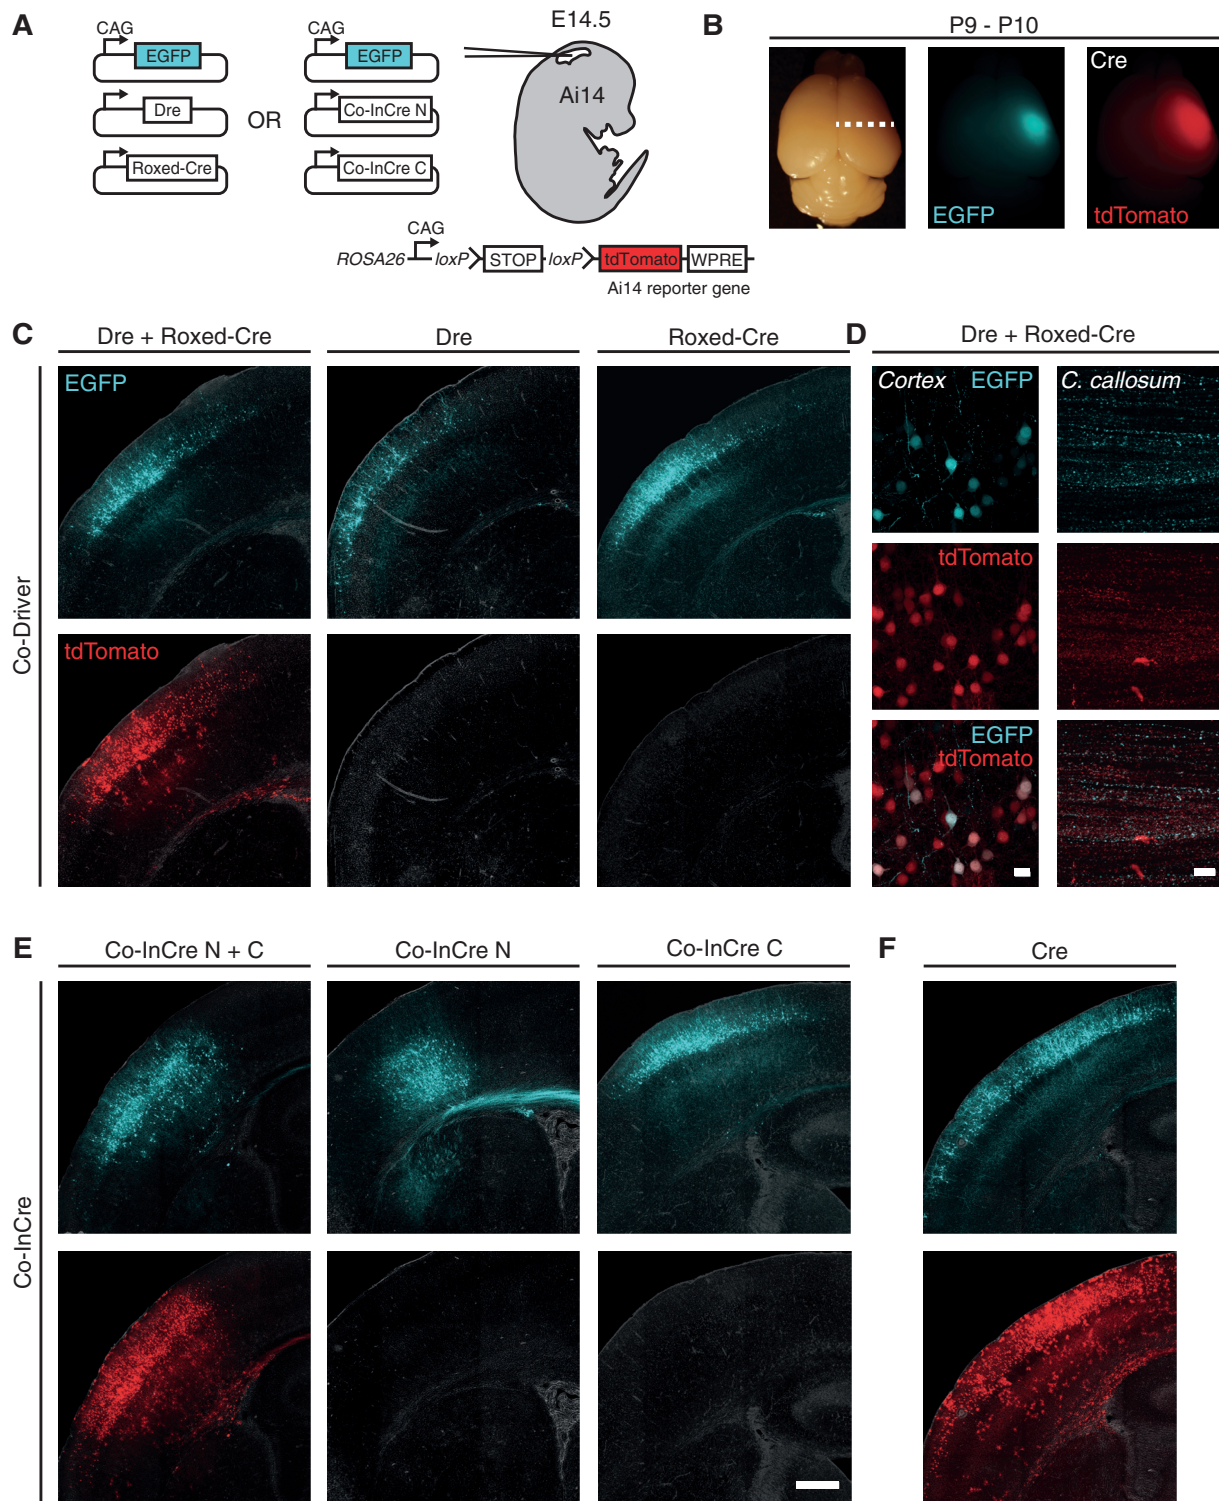 A
CAG
EGFP
Dre
Roxed-Cre
OR
CAG
EGFP
Co-InCre N
Co-InCre C
E14.5
Ai14
CAG
ROSA26 loxP STOP loxP tdTomato WPRE
Ai14 reporter gene
B
P9 - P10
EGFP
Cre
tdTomato
C
Dre + Roxed-Cre
Dre
Roxed-Cre
Co-Driver
EGFP
tdTomato
D
Dre + Roxed-Cre
Cortex EGFP
C. callosum
tdTomato
EGFP
tdTomato
E
Co-InCre N + C
Co-InCre N
Co-InCre C
Co-InCre
F
Cre